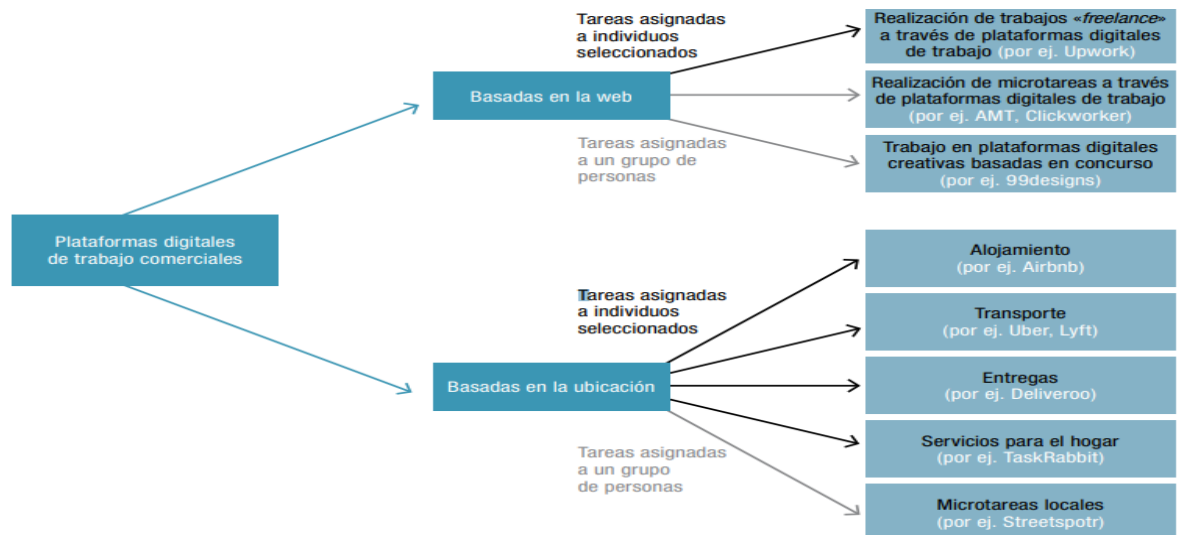 Tareas asignadas
a individuos
seleccionados
Realización de trabajos «freelance»
a través de plataformas digitales
de trabajo (por ej. Upwork)
Basadas en la web
Realización de microtareas a través
de plataformas digitales de trabajo
(por ej. AMT, Clickworker)
Tareas asignadas
a un grupo de
personas
Trabajo en plataformas digitales
creativas basadas en concurso
(por ej. 99designs)
Plataformas digitales
de trabajo comerciales
Tareas asignadas
a individuos
seleccionados
Alojamiento
(por ej. Airbnb)
Transporte
(por ej. Uber, Lyft)
Basadas en la ubicación
Entregas
(por ej. Deliveroo)
Servicios para el hogar
(por ej. TaskRabbit)
Tareas asignadas
a un grupo
de personas
Microtareas locales
(por ej. Streetspotr)